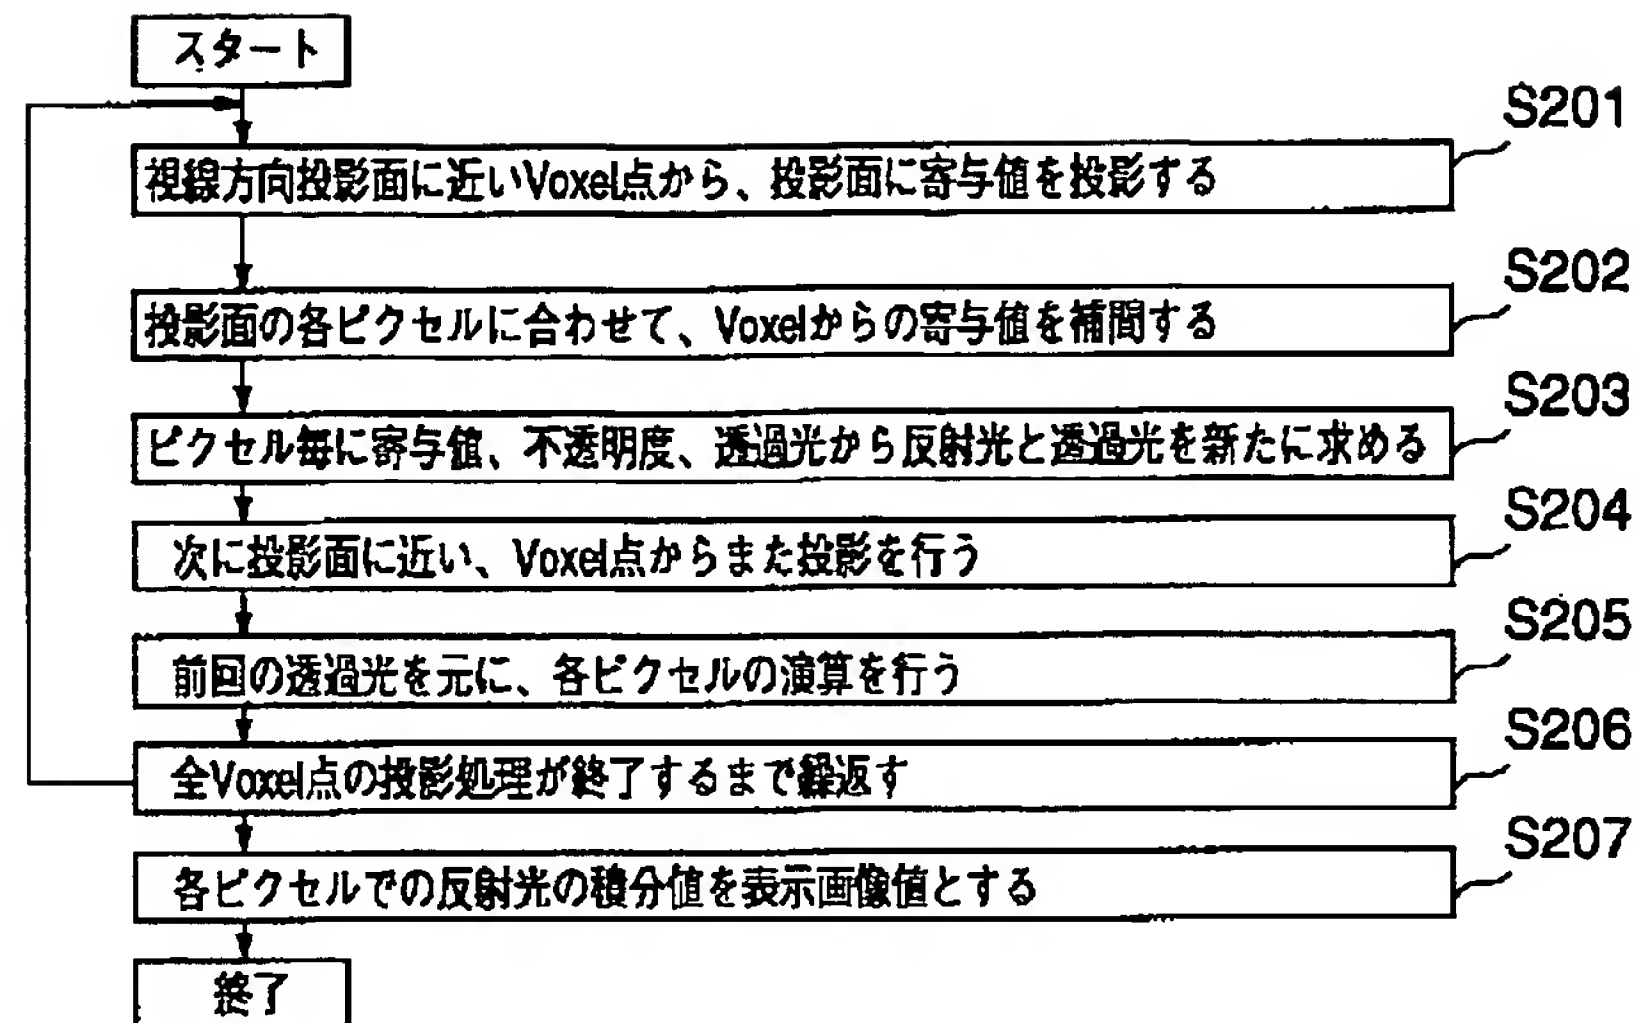 スタート
S201
視線方向投影面に近いVoxel点から、投影面に寄与値を投影する
S202
投影面の各ピクセルに合わせて、Voxelからの寄与値を補間する
S203
ピクセル毎に寄与値、不透明度、透過光から反射光と透過光を新たに求める
S204
次に投影面に近い、Voxel点からまた投影を行う
S205
前回の透過光を元に、各ピクセルの演算を行う
S206
全Voxel点の投影処理が終了するまで繰返す
S207
各ピクセルでの反射光の積分値を表示画像値とする
終了